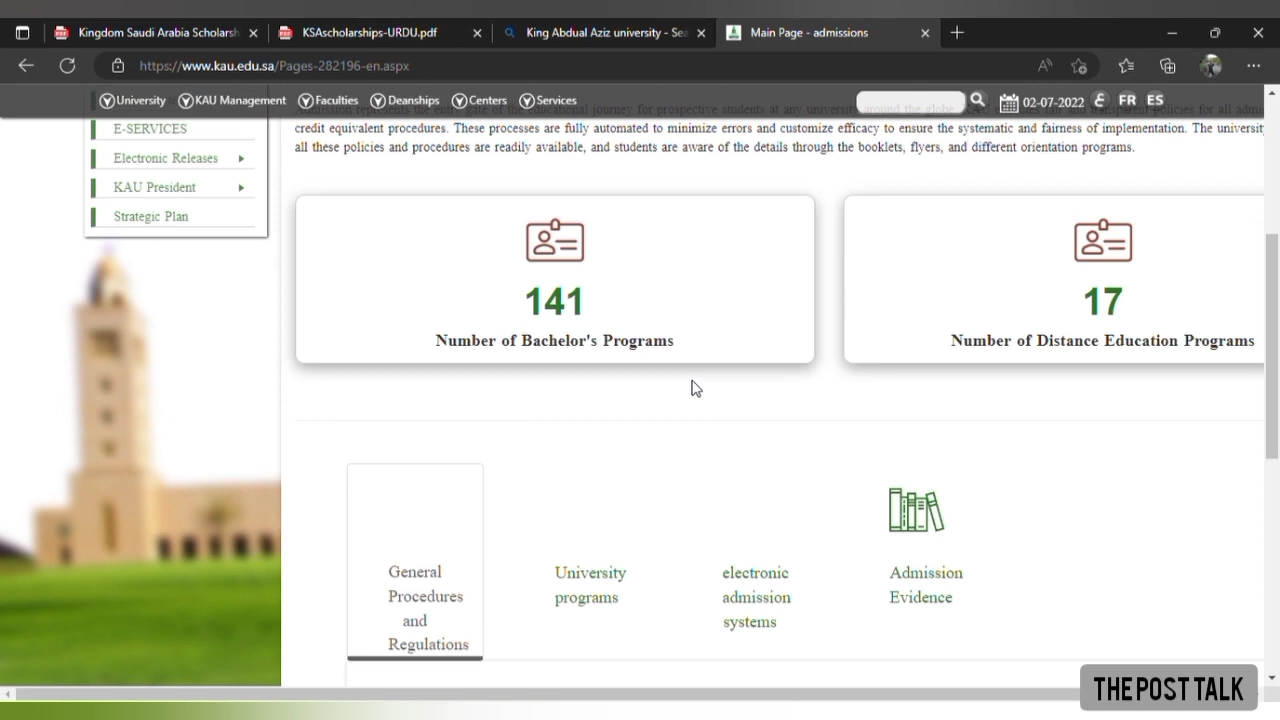 Kingdom Saudi Arabia Scholarsh
KSAscholarships-URDU.pdf
King Abdual Aziz university - Sea
Main Page - admissions
https://www.kau.edu.sa/Pages-282196-en.aspx
University KAU Management Faculties Deanships Centers Services
02-07-2022 ع FR ES
E-SERVICES
Electronic Releases
KAU President
Strategic Plan
credit equivalent procedures. These processes are fully automated to minimize errors and customize efficacy to ensure the systematic and fairness of implementation. The university
all these policies and procedures are readily available, and students are aware of the details through the booklets, flyers, and different orientation programs.
141
Number of Bachelor's Programs
17
Number of Distance Education Programs
General
Procedures
and
Regulations
University
programs
electronic
admission
systems
Admission
Evidence
THE POST TALK